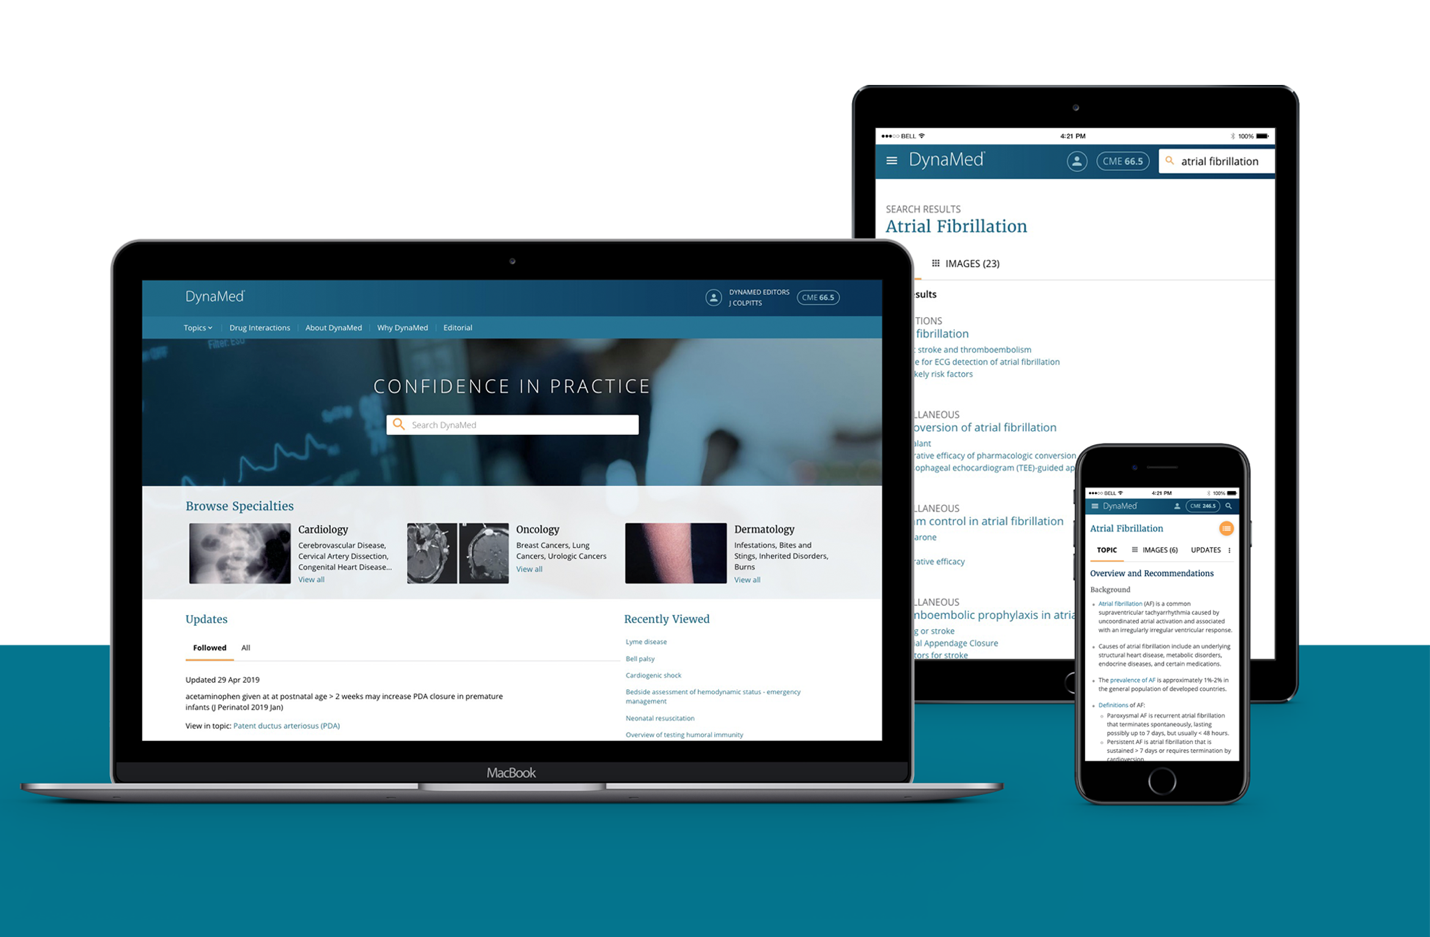 DynaMed
DYNAMED EDITORS
J COLPITTS
CME 66.5
Topics
Drug Interactions
About DynaMed
Why DynaMed
Editorial
CONFIDENCE IN PRACTICE
Search DynaMed
Browse Specialties
Cardiology
Cerebrovascular Disease,
Cervical Artery Dissection,
Congenital Heart Disease...
View all
Oncology
Breast Cancers, Lung
Cancers, Urologic Cancers
View all
Dermatology
Infestations, Bites and
Stings, Inherited Disorders,
Burns
View all
Updates
Followed All
Updated 29 Apr 2019
acetaminophen given at at postnatal age > 2 weeks may increase PDA closure in premature
infants (J Perinatol 2019 Jan)
View in topic: Patent ductus arteriosus (PDA)
Recently Viewed
Lyme disease
Bell palsy
Cardiogenic shock
Bedside assessment of hemodynamic status - emergency
management
Neonatal resuscitation
Overview of testing humoral immunity
MacBook
BELL
4:21 PM
100%
DynaMed
CME 66.5
atrial fibrillation
SEARCH RESULTS
Atrial Fibrillation
IMAGES (23)
sults
TIONS
fibrillation
stroke and thromboembolism
e for ECG detection of atrial fibrillation
kely risk factors
LLANEOUS
oversion of atrial fibrillation
alant
rative efficacy of pharmacologic conversion
sophageal echocardiogram (TEE)-guided ap
LLANEOUS
m control in atrial fibrillation
arone
rative efficacy
LLANEOUS
mboembolic prophylaxis in atria
g or stroke
ial Appendage Closure
tors for stroke
BELL
4:21 PM
100%
DynaMed
CME 246.5
Atrial Fibrillation
TOPIC
IMAGES (6)
UPDATES
Overview and Recommendations
Background
Atrial fibrillation (AF) is a common
supraventricular tachyarrhythmia caused by
uncoordinated atrial activation and associated
with an irregularly irregular ventricular response.
Causes of atrial fibrillation include an underlying
structural heart disease, metabolic disorders,
endocrine diseases, and certain medications.
The prevalence of AF is approximately 1%-2% in
the general population of developed countries.
Definitions of AF:
Paroxysmal AF is recurrent atrial fibrillation
that terminates spontaneously, lasting
possibly up to 7 days, but usually < 48 hours.
Persistent AF is atrial fibrillation that is
sustained > 7 days or requires termination by
cardioversion.